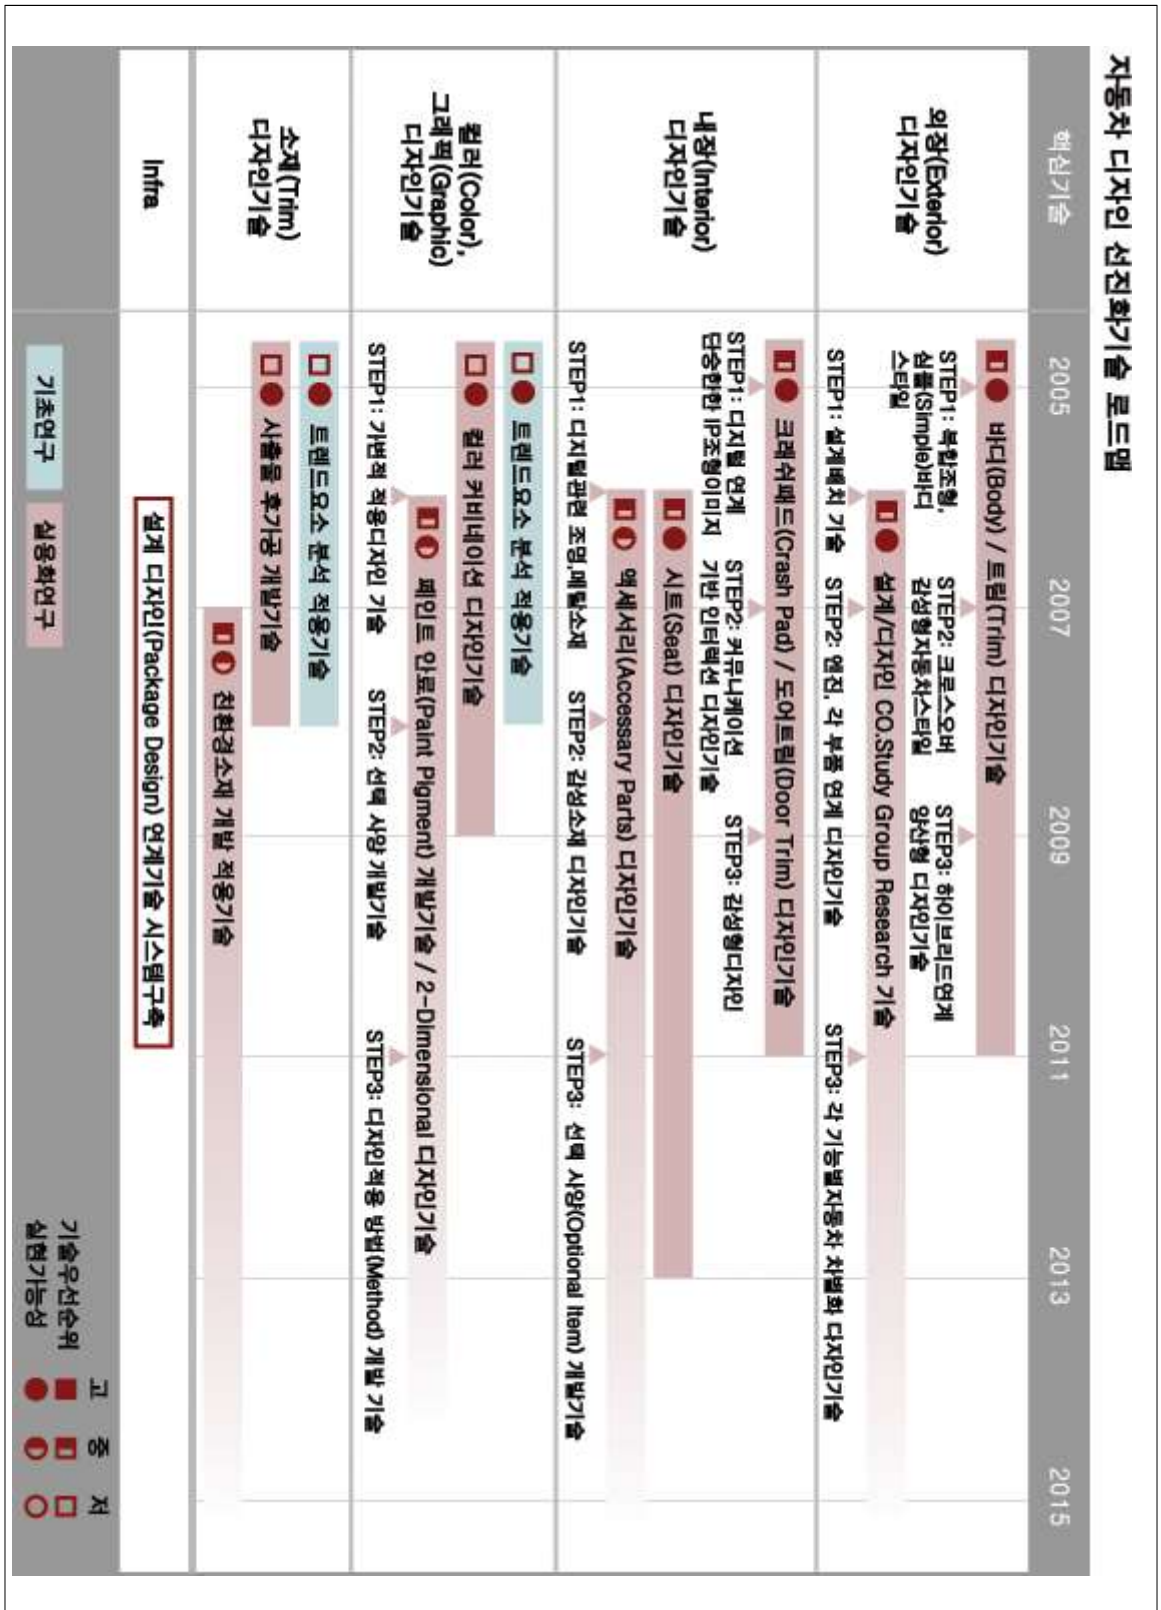 자동차 디자인 선진화기술 로드맵
핵심기술 2005 2007 2009 2011 2013 2015
외장(Exterior)
디자인기술
바디(Body) / 트림(Trim) 디자인기술
STEP1: 복합조형,
심플(Simple)바디
스타일
STEP2: 크로스오버
감성형자동차스타일
STEP3: 하이브리드연계
양산형 디자인기술
설계/디자인 CO.Study Group Research 기술
STEP1: 설계배치 기술
STEP2: 엔진, 각 부품 연계 디자인기술
STEP3: 각 기능별자동차 차별화 디자인기술
내장(Interior)
디자인기술
크래쉬패드(Crash Pad) / 도어트림(Door Trim) 디자인기술
STEP1: 디지털 연계
단순한한 IP조형이미지
STEP2: 커뮤니케이션
기반 인터렉션 디자인기술
STEP3: 감성형디자인
시트(Seat) 디자인기술
액세서리(Accessary Parts) 디자인기술
STEP1: 디지털관련 조명,메탈소재
STEP2: 감성소재 디자인기술
STEP3: 선택 사양(Optional Item) 개발기술
컬러(Color),
그래픽(Graphic)
디자인기술
트렌드요소 분석 적용기술
컬러 커비네이션 디자인기술
페인트 안료(Paint Pigment) 개발기술 / 2-Dimensional 디자인기술
STEP1: 가변적 적용디자인 기술
STEP2: 선택 사양 개발기술
STEP3: 디자인적용 방법(Method) 개발 기술
소재(Trim)
디자인기술
트렌드요소 분석 적용기술
사출물 후가공 개발기술
친환경소재 개발 적용기술
Infra
설계 디자인(Package Design) 연계기술 시스템구축
기초연구 실용화연구
고 중 저
기술우선순위
실현가능성